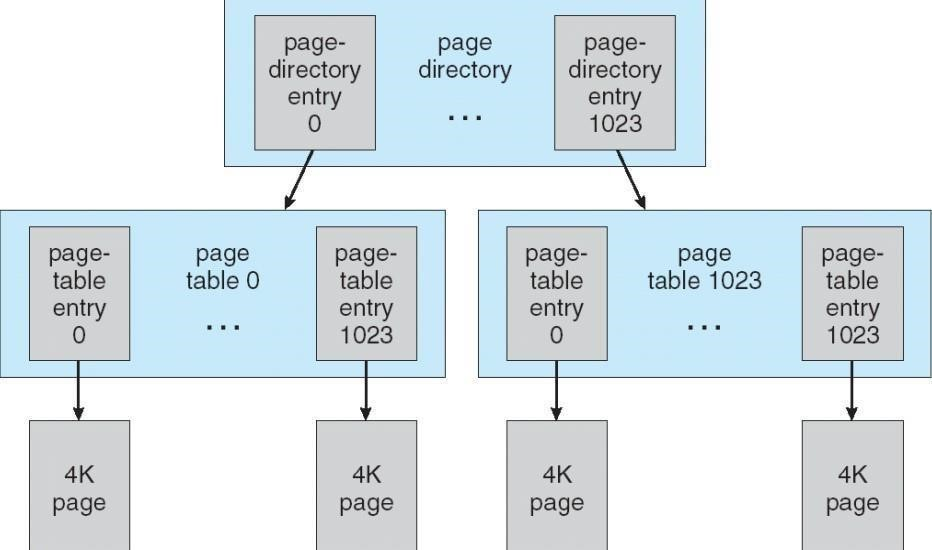 page-
directory
entry
0
page
directory
...
page-
directory
entry
1023
page-
table
entry
0
page
table 0
...
page-
table
entry
1023
page-
table
entry
0
page
table 1023
...
page-
table
entry
1023
4K
page
4K
page
4K
page
4K
page